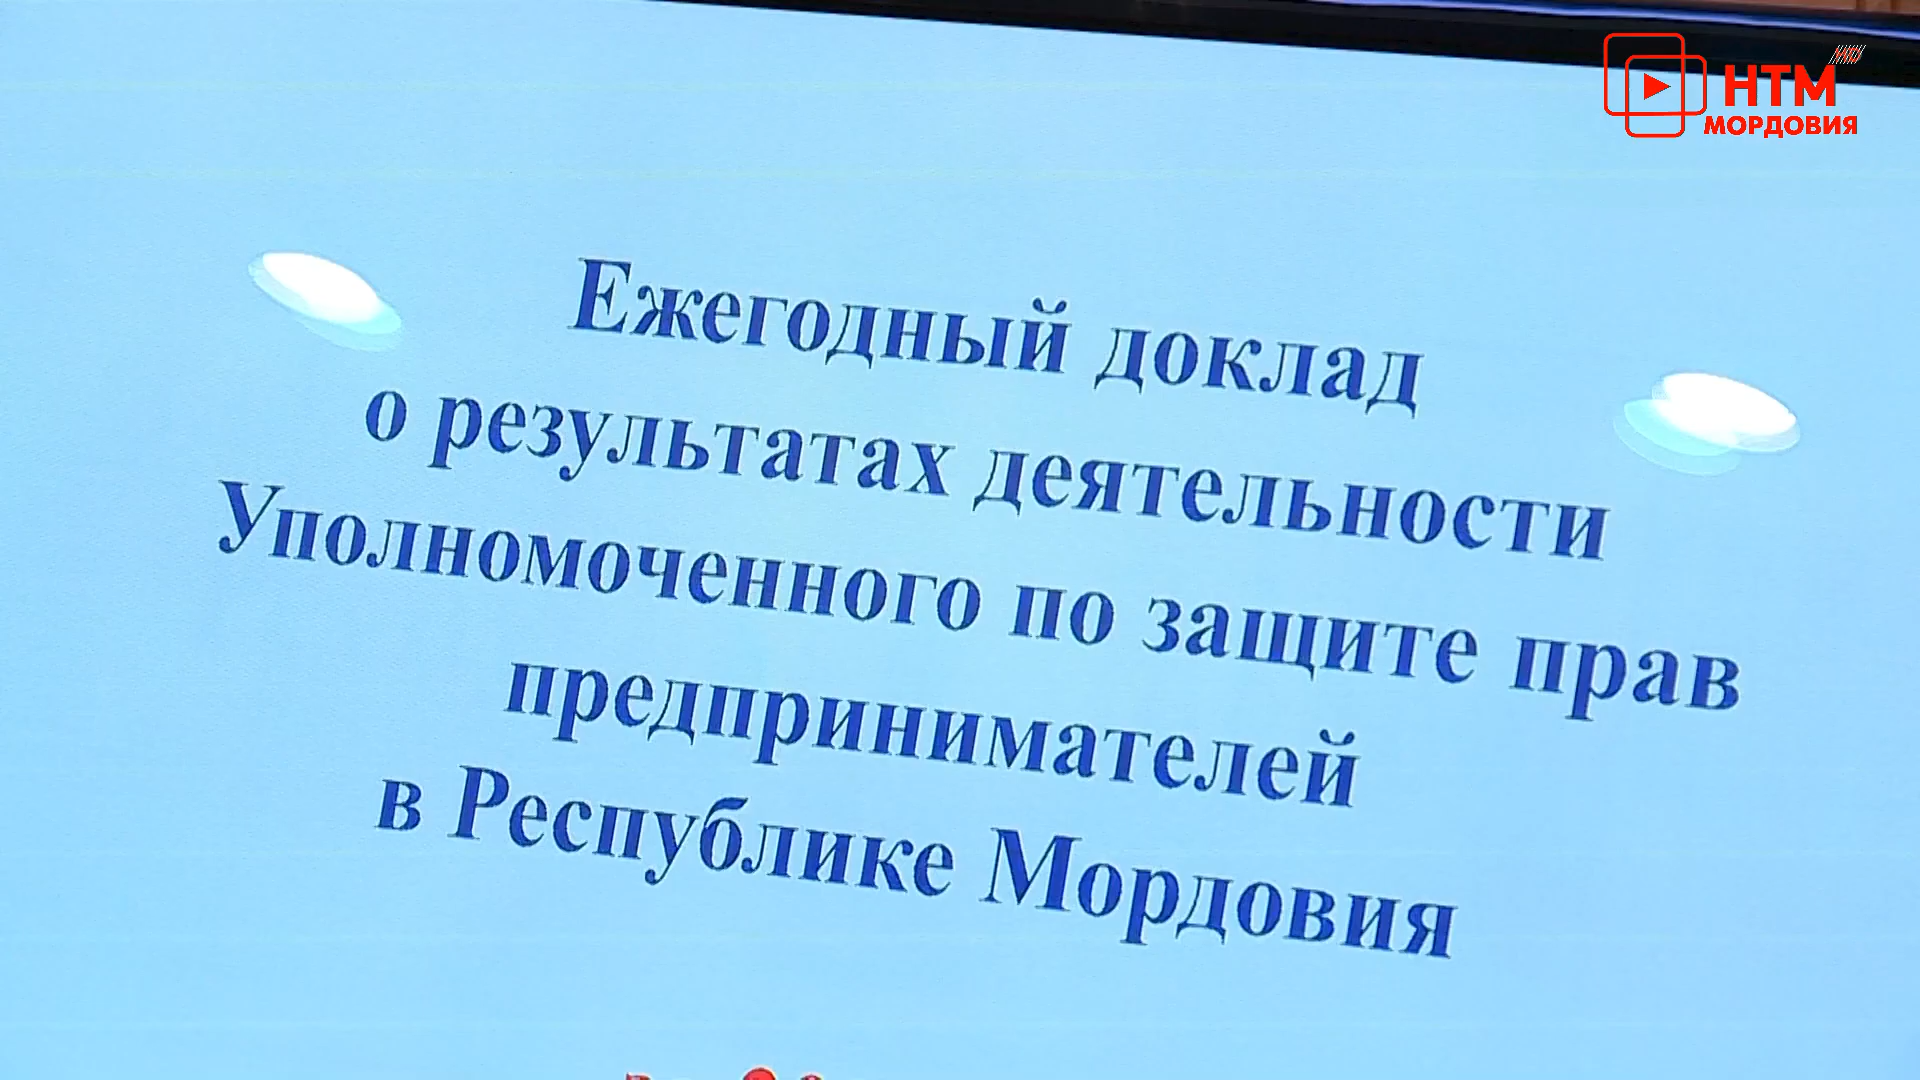 НТМ
МОРДОВИЯ
Ежегодный доклад
о результатах деятельности
Уполномоченного по защите прав
предпринимателей
в Республике Мордовия